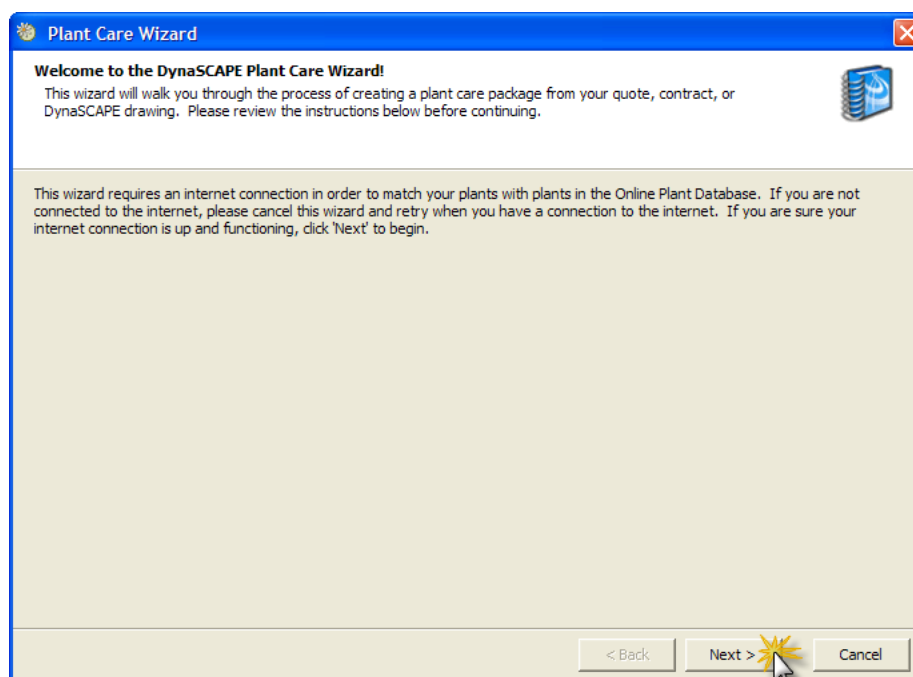 Plant Care Wizard
Welcome to the DynaSCAPE Plant Care Wizard!
This wizard will walk you through the process of creating a plant care package from your quote, contract, or
DynaSCAPE drawing. Please review the instructions below before continuing.
This wizard requires an internet connection in order to match your plants with plants in the Online Plant Database. If you are not
connected to the internet, please cancel this wizard and retry when you have a connection to the internet. If you are sure your
internet connection is up and functioning, click 'Next' to begin.
< Back Next > Cancel